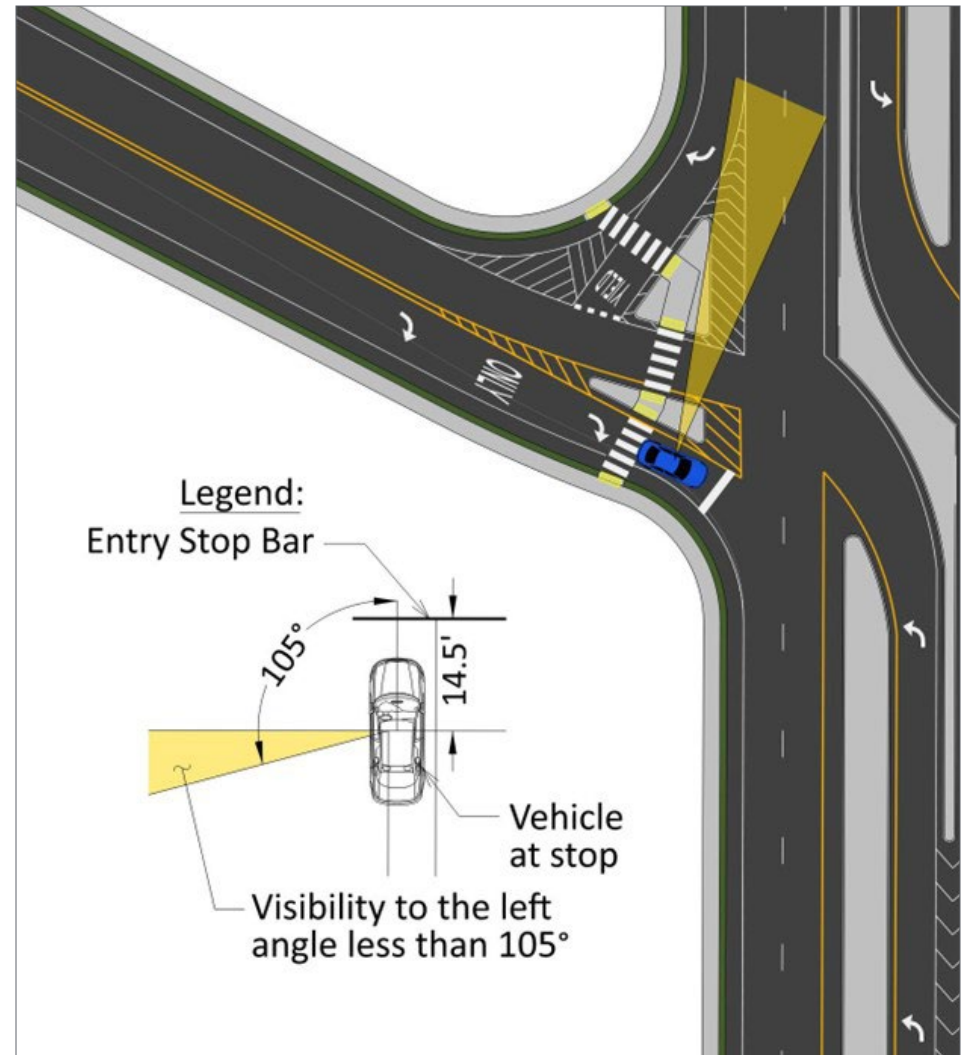 YIELD
ONLY
Legend:
Entry Stop Bar
105°
14.5'
Vehicle
at stop
Visibility to the left
angle less than 105°